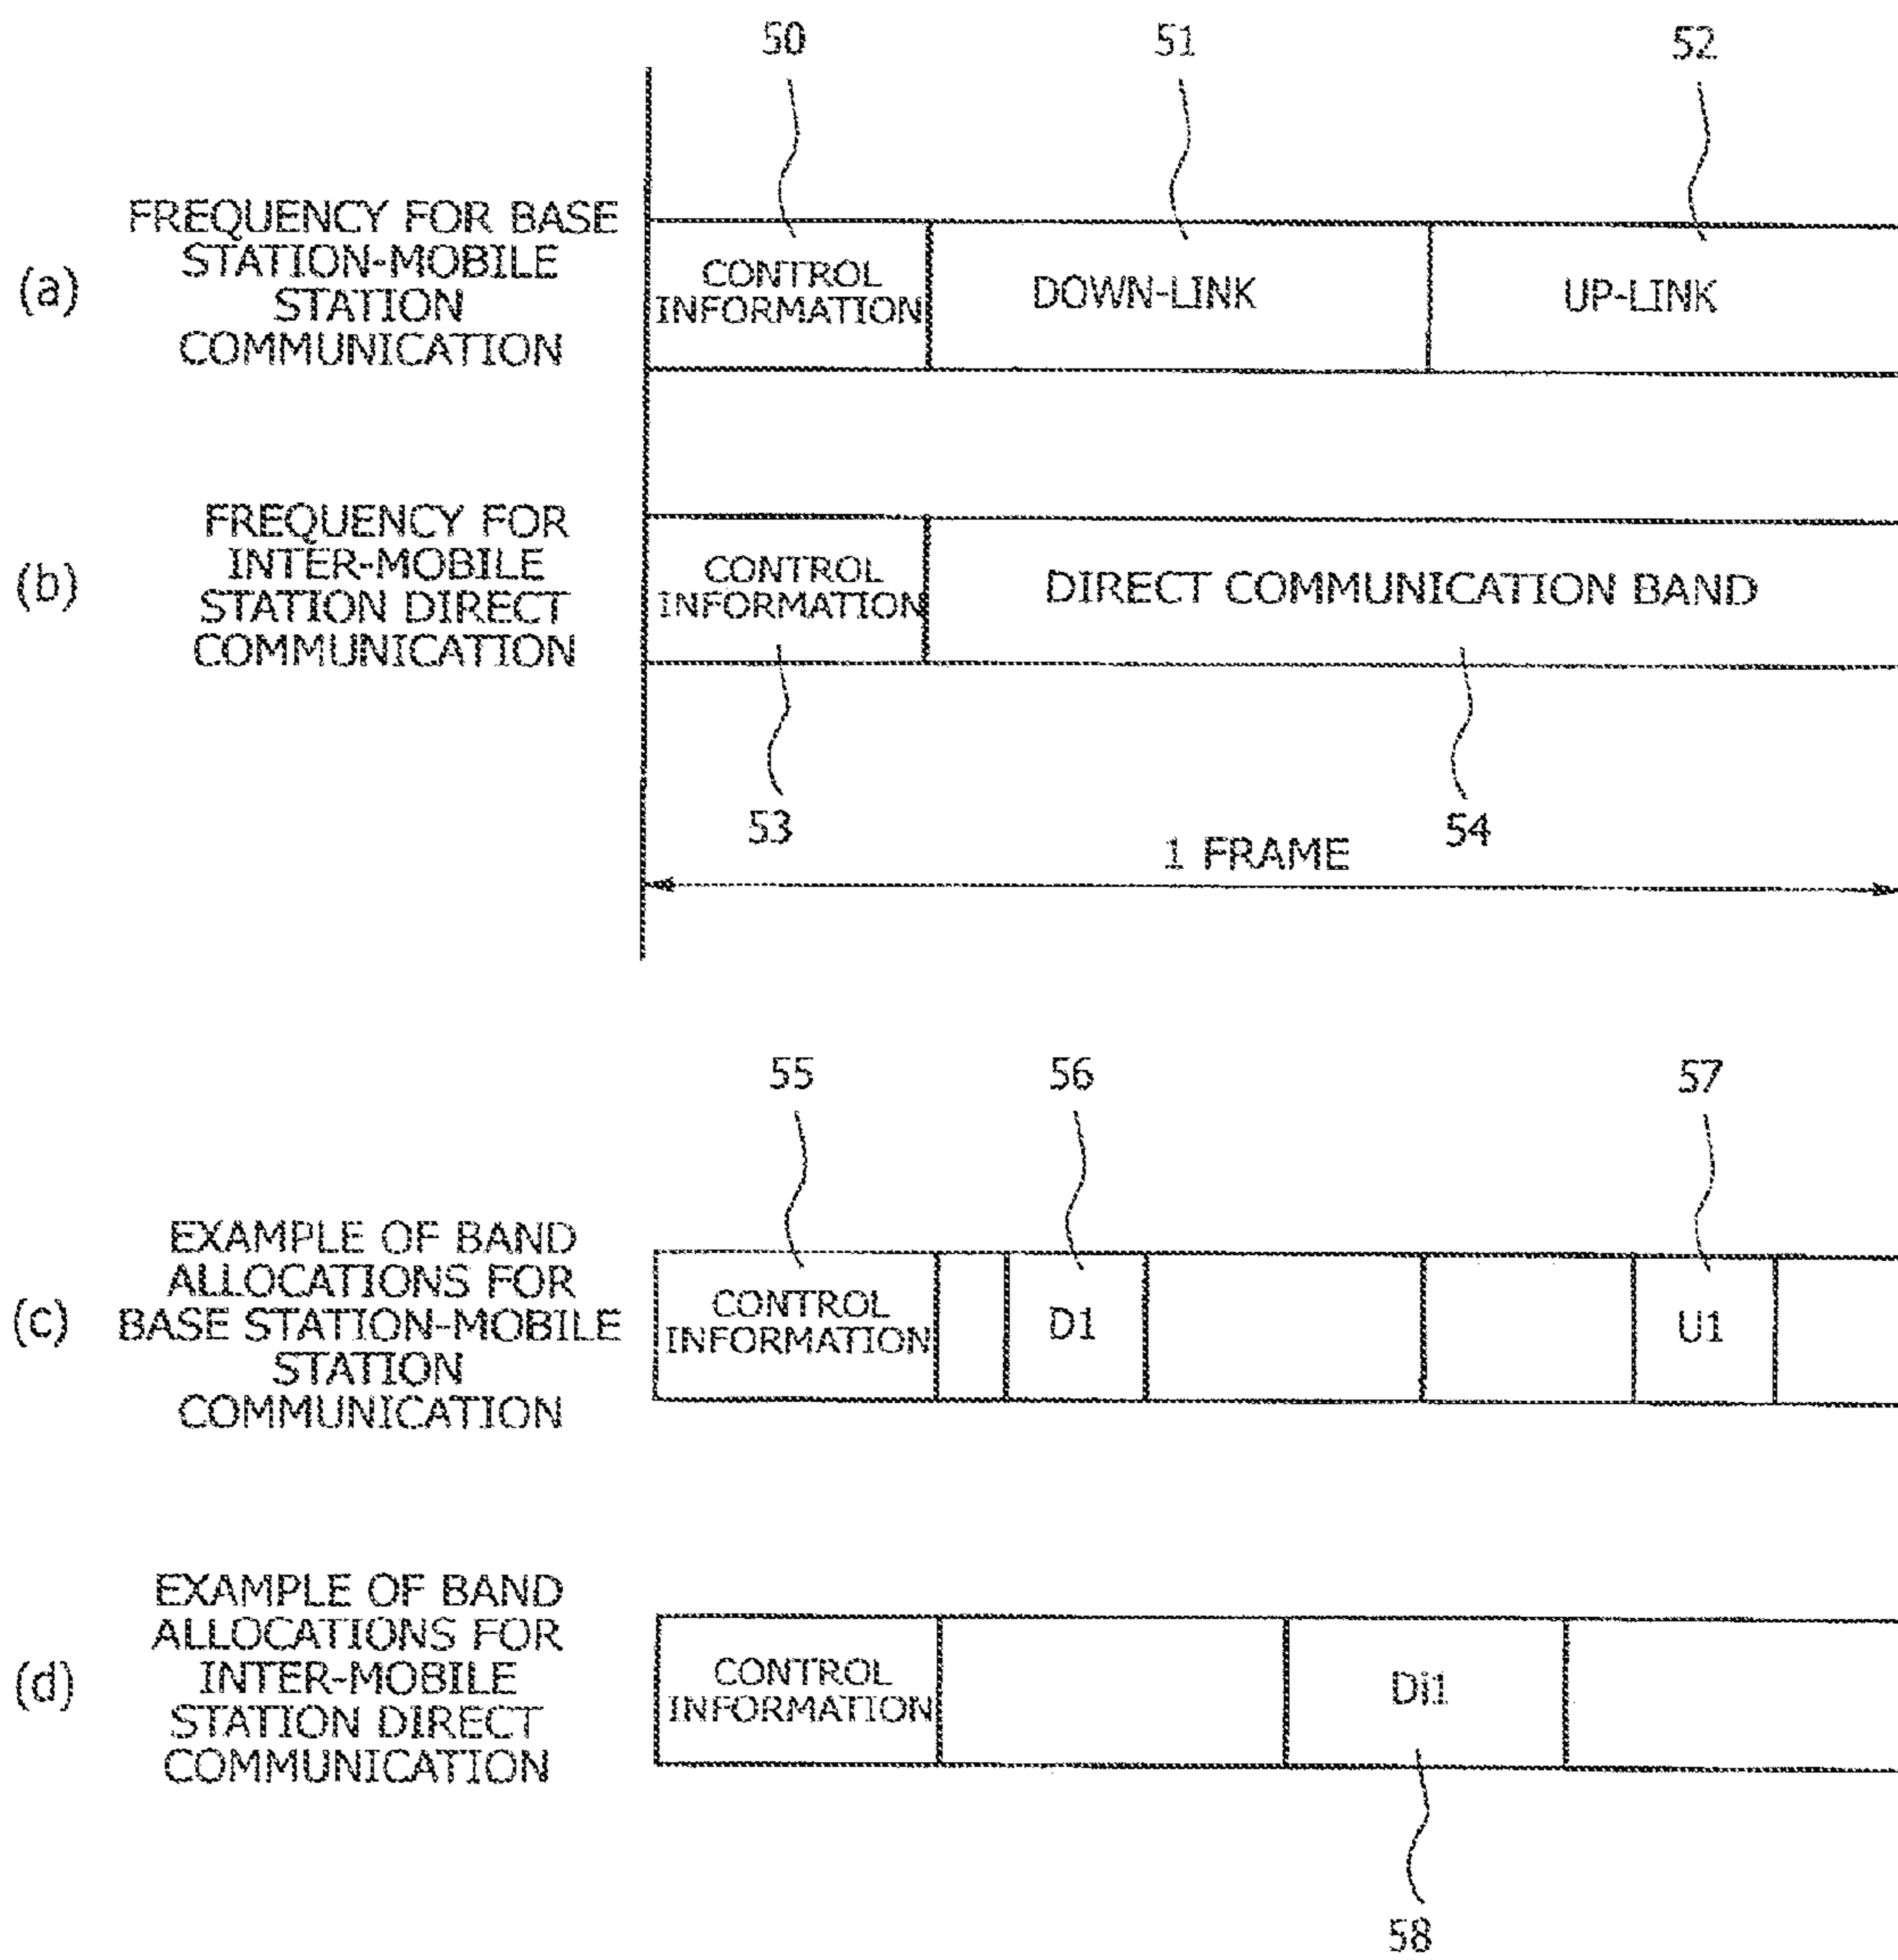 50
51
52
(a)
FREQUENCY FOR BASE
STATION-MOBILE
STATION
COMMUNICATION
CONTROL
INFORMATION
DOWN-LINK
UP-LINK
(b)
FREQUENCY FOR
INTER-MOBILE
STATION DIRECT
COMMUNICATION
CONTROL
INFORMATION
DIRECT COMMUNICATION BAND
53
54
1 FRAME
55
56
57
(c)
EXAMPLE OF BAND
ALLOCATIONS FOR
BASE STATION-MOBILE
STATION
COMMUNICATION
CONTROL
INFORMATION
D1
U1
(d)
EXAMPLE OF BAND
ALLOCATIONS FOR
INTER-MOBILE
STATION DIRECT
COMMUNICATION
CONTROL
INFORMATION
Di1
58